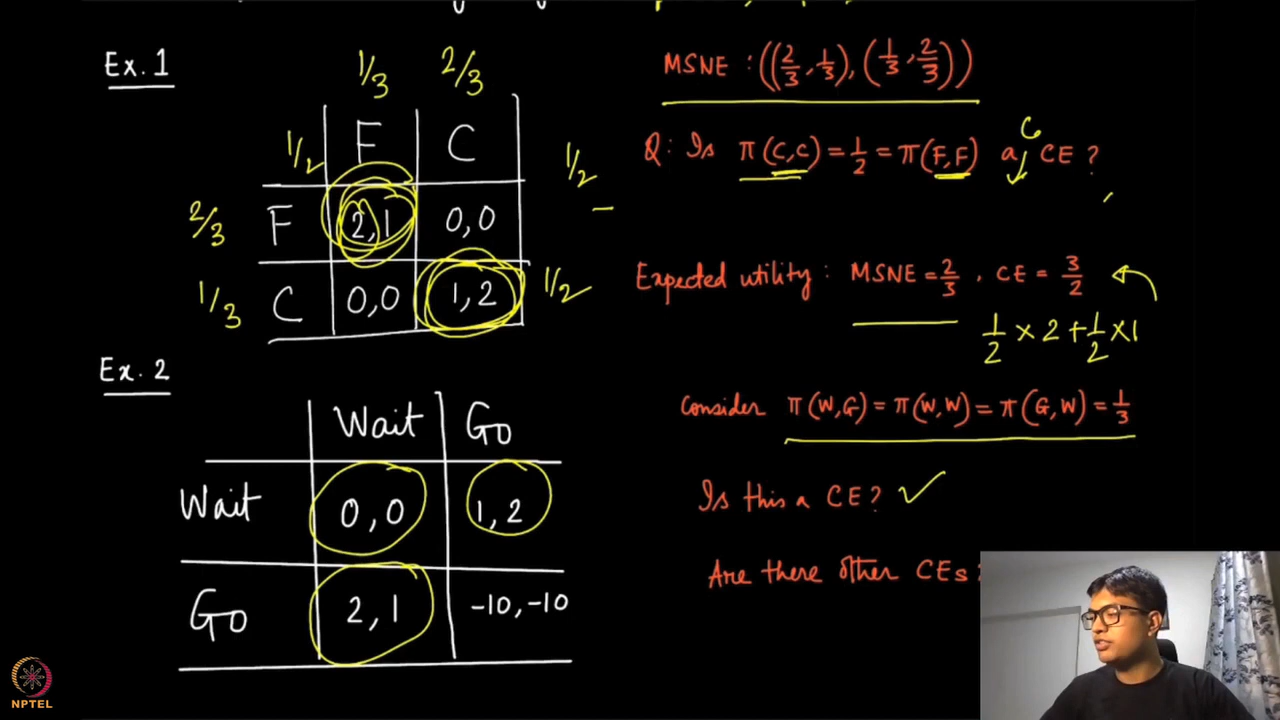 Ex. 1
1/3 2/3
1/2 F C 1/2
2/3 F 2,1 0,0
1/3 C 0,0 1,2 1/2
MSNE : ((2/3, 1/3), (1/3, 2/3))
Q: Is π(C,C) = 1/2 = π(F,F) a CE ?
Expected utility : MSNE = 2/3 , CE = 3/2
1/2 × 2 + 1/2 × 1
Ex. 2
Wait Go
Wait 0,0 1,2
Go 2,1 -10,-10
Consider π(W,G) = π(W,W) = π(G,W) = 1/3
Is this a CE?
Are there other CEs
NPTEL